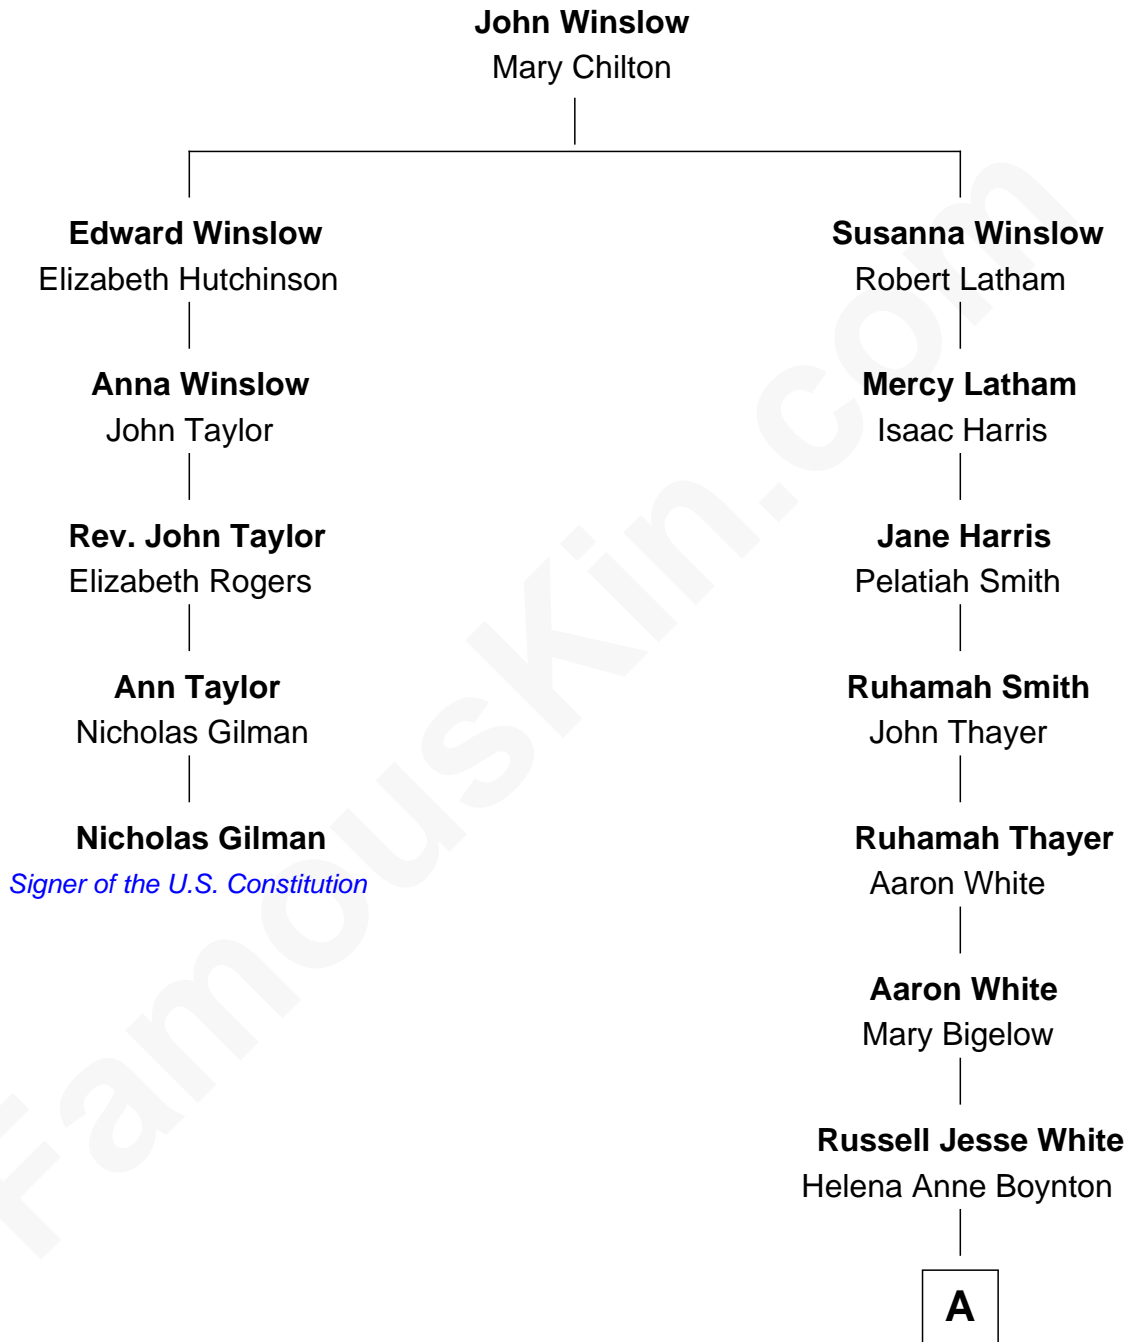 John Winslow
Mary Chilton
Edward Winslow
Elizabeth Hutchinson
Anna Winslow
John Taylor
Rev. John Taylor
Elizabeth Rogers
Ann Taylor
Nicholas Gilman
Nicholas Gilman
Signer of the U.S. Constitution
Susanna Winslow
Robert Latham
Mercy Latham
Isaac Harris
Jane Harris
Pelatiah Smith
Ruhamah Smith
John Thayer
Ruhamah Thayer
Aaron White
Aaron White
Mary Bigelow
Russell Jesse White
Helena Anne Boynton
A
FamousKin.com